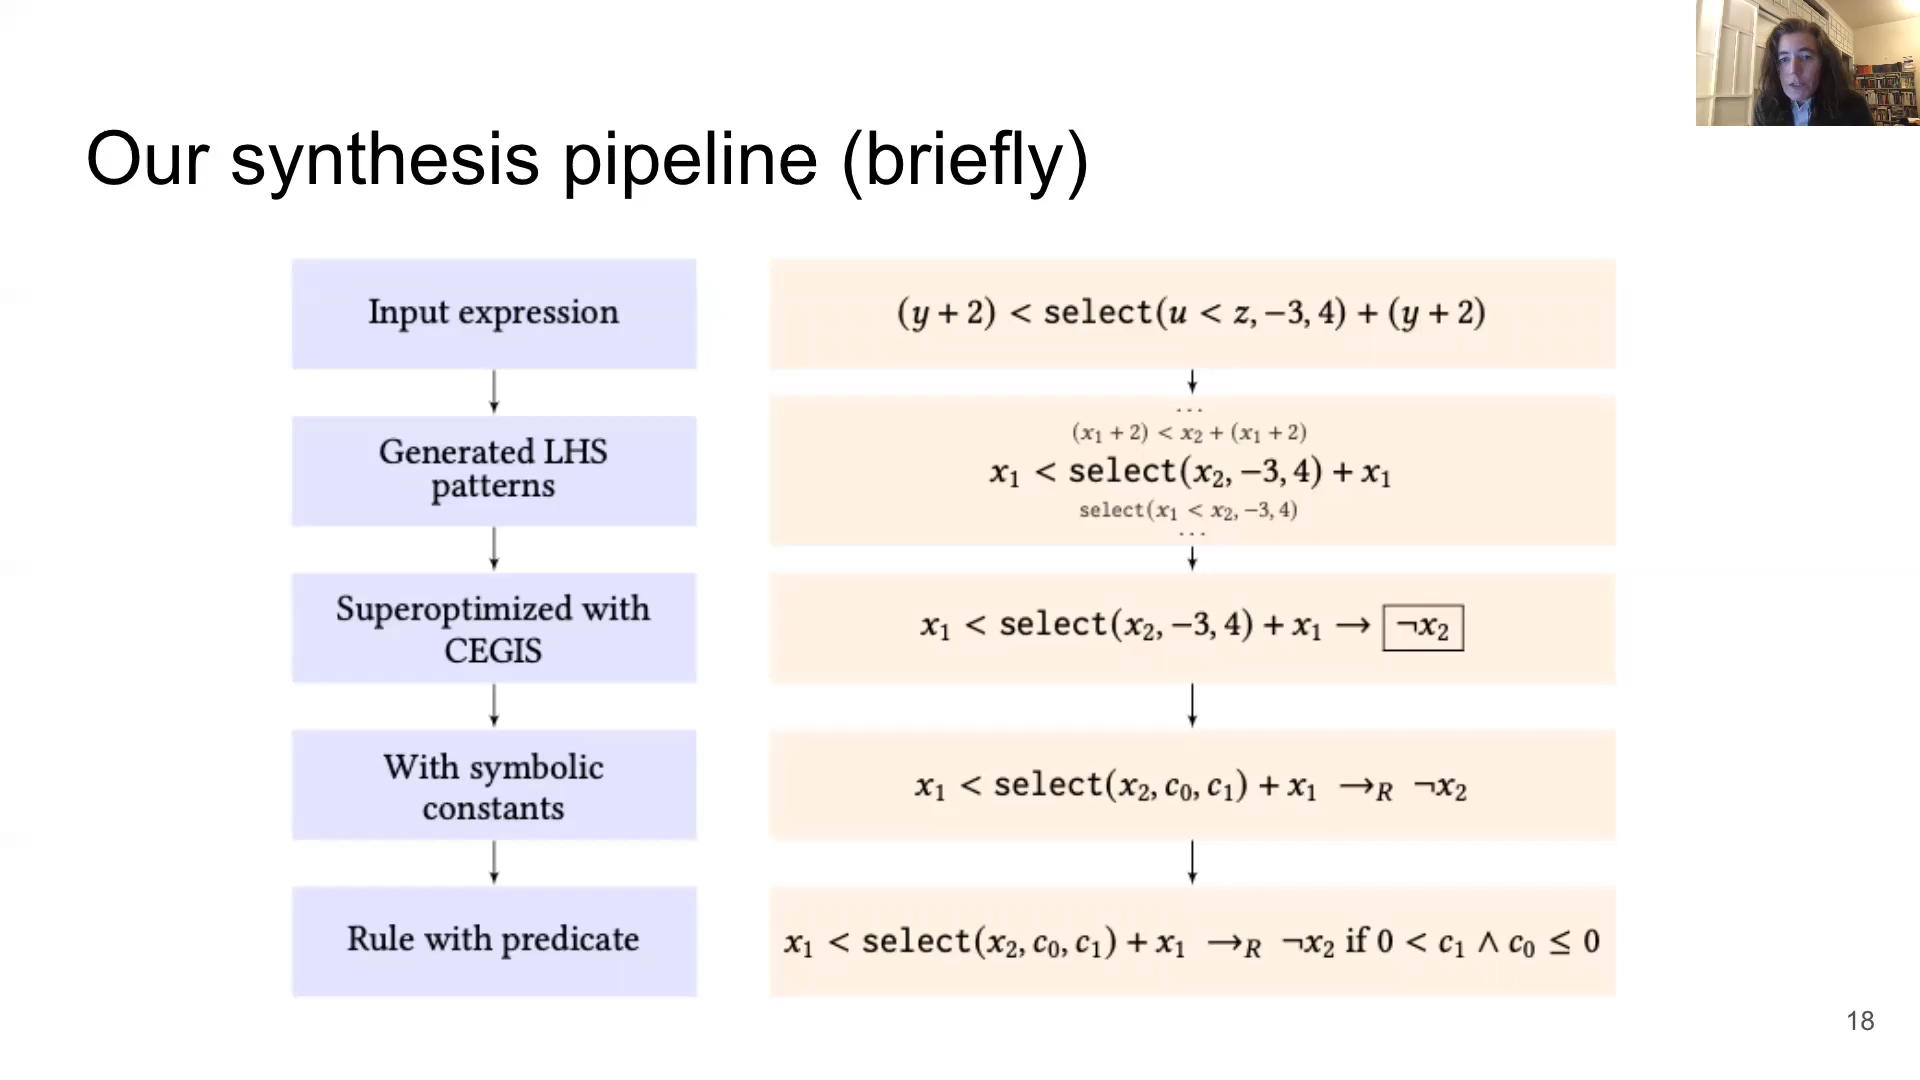 Our synthesis pipeline (briefly)
Input expression
(y + 2) < select(u < z, −3, 4) + (y + 2)
Generated LHS
patterns
...
(x₁ + 2) < x₂ + (x₁ + 2)
x₁ < select(x₂, −3, 4) + x₁
select(x₁ < x₂, −3, 4)
...
Superoptimized with
CEGIS
x₁ < select(x₂, −3, 4) + x₁ → ¬x₂
With symbolic
constants
x₁ < select(x₂, c₀, c₁) + x₁ →R ¬x₂
Rule with predicate
x₁ < select(x₂, c₀, c₁) + x₁ →R ¬x₂ if 0 < c₁ ∧ c₀ ≤ 0
18